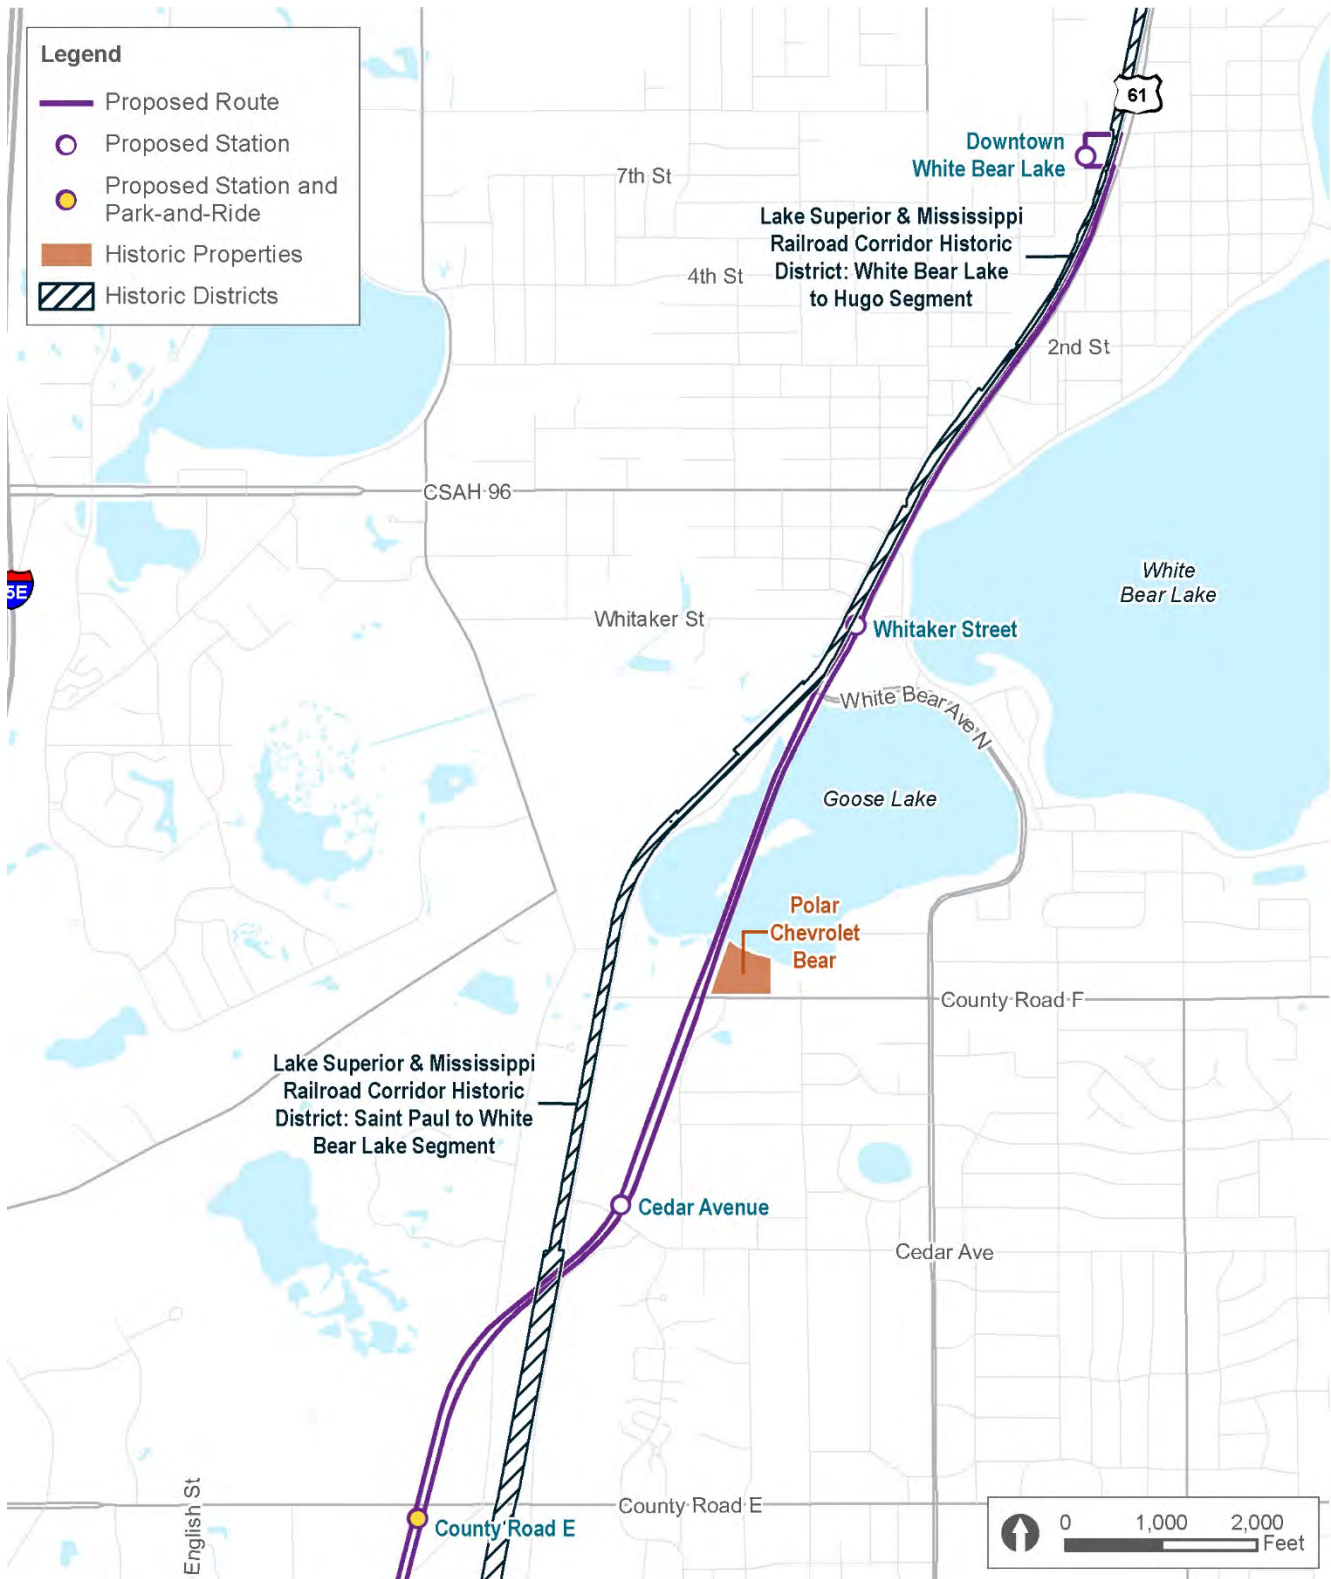 Legend
Proposed Route
Proposed Station
Proposed Station and
Park-and-Ride
Historic Properties
Historic Districts
61
Downtown
White Bear Lake
7th St
Lake Superior & Mississippi
Railroad Corridor Historic
District: White Bear Lake
to Hugo Segment
4th St
2nd St
CSAH 96
5E
White
Bear Lake
Whitaker St
Whitaker Street
White Bear Ave N
Goose Lake
Polar
Chevrolet
Bear
County Road F
Lake Superior & Mississippi
Railroad Corridor Historic
District: Saint Paul to White
Bear Lake Segment
Cedar Avenue
Cedar Ave
English St
County Road E
County Road E
0 1,000 2,000
Feet